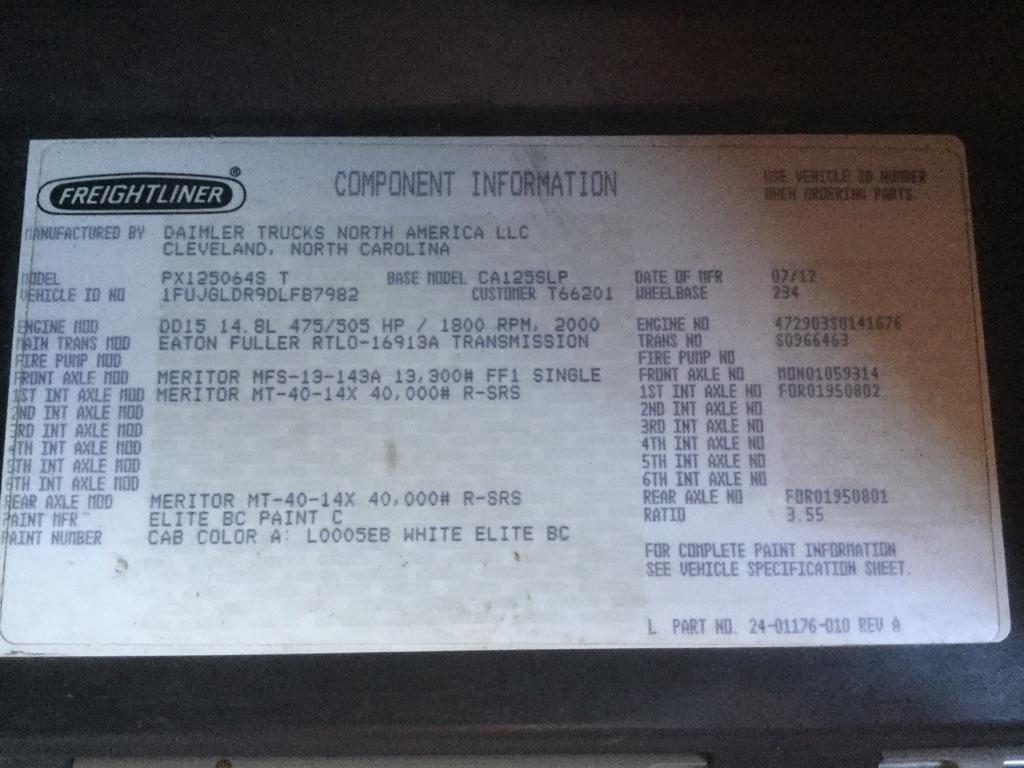 FREIGHTLINER ®
COMPONENT INFORMATION
USE VEHICLE ID NUMBER
WHEN ORDERING PARTS.
MANUFACTURED BY DAIMLER TRUCKS NORTH AMERICA LLC
CLEVELAND, NORTH CAROLINA
MODEL PX125064S T BASE MODEL CA125SLP DATE OF MFR 07/12
VEHICLE ID NO 1FUJGLDR9DLFB7982 CUSTOMER T66201 WHEELBASE 234
ENGINE MOD DD15 14.8L 475/505 HP / 1800 RPM, 2000 ENGINE NO 472903S0141676
MAIN TRANS MOD EATON FULLER RTLO-16913A TRANSMISSION TRANS NO S0966463
FIRE PUMP MOD FIRE PUMP NO
FRONT AXLE MOD MERITOR MFS-13-143A 13,300# FF1 SINGLE FRONT AXLE NO MON01059314
1ST INT AXLE MOD MERITOR MT-40-14X 40,000# R-SRS 1ST INT AXLE NO FOR01950802
2ND INT AXLE MOD 2ND INT AXLE NO
3RD INT AXLE MOD 3RD INT AXLE NO
4TH INT AXLE MOD 4TH INT AXLE NO
5TH INT AXLE MOD 5TH INT AXLE NO
6TH INT AXLE MOD 6TH INT AXLE NO
REAR AXLE MOD MERITOR MT-40-14X 40,000# R-SRS REAR AXLE NO FOR01950801
PAINT MFR ELITE BC PAINT C RATIO 3.55
PAINT NUMBER CAB COLOR A: L0005EB WHITE ELITE BC
FOR COMPLETE PAINT INFORMATION
SEE VEHICLE SPECIFICATION SHEET.
L PART NO. 24-01176-010 REV A